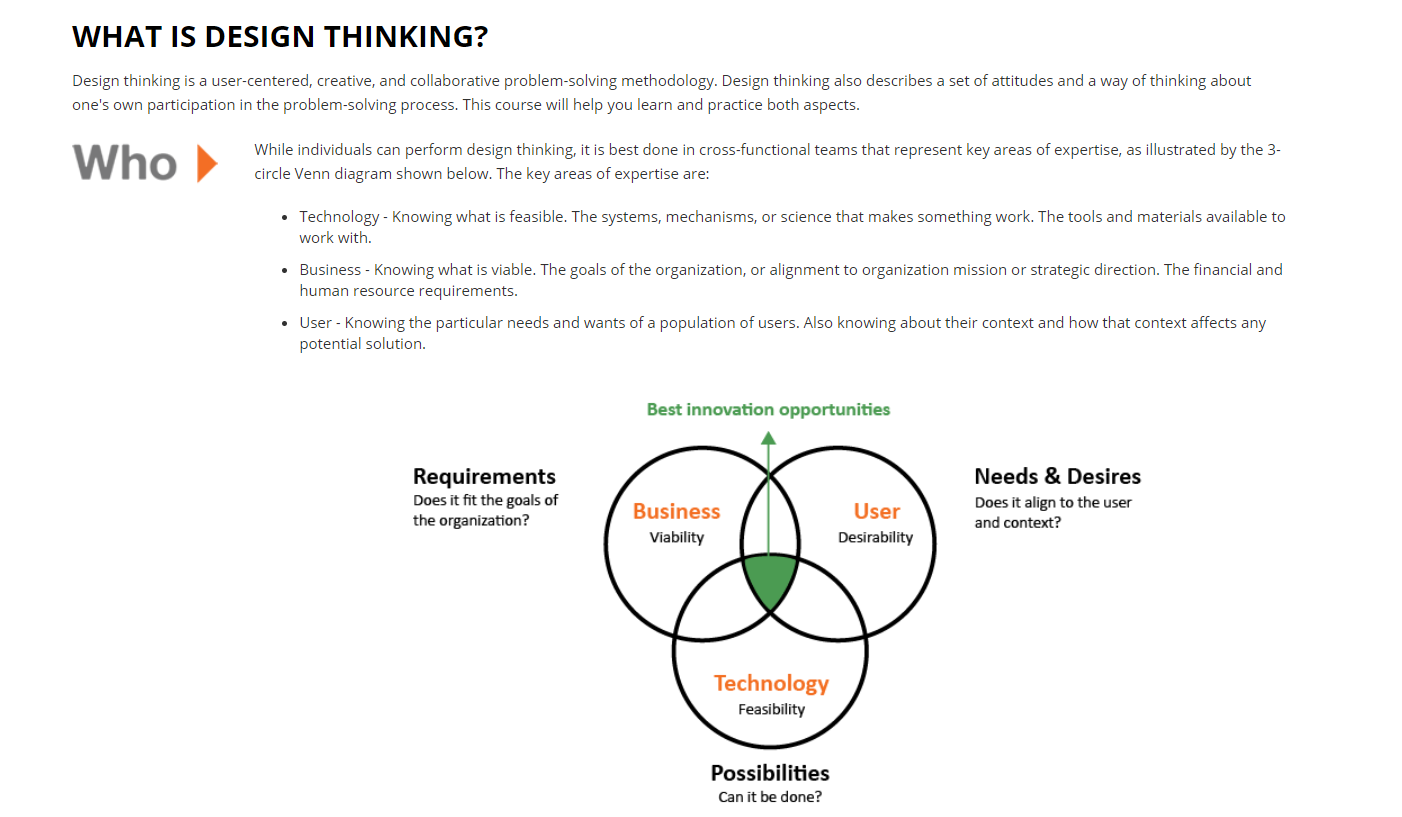 WHAT IS DESIGN THINKING?
Design thinking is a user-centered, creative, and collaborative problem-solving methodology. Design thinking also describes a set of attitudes and a way of thinking about
one's own participation in the problem-solving process. This course will help you learn and practice both aspects.
Who
While individuals can perform design thinking, it is best done in cross-functional teams that represent key areas of expertise, as illustrated by the 3-
circle Venn diagram shown below. The key areas of expertise are:
• Technology - Knowing what is feasible. The systems, mechanisms, or science that makes something work. The tools and materials available to
work with.
• Business - Knowing what is viable. The goals of the organization, or alignment to organization mission or strategic direction. The financial and
human resource requirements.
• User - Knowing the particular needs and wants of a population of users. Also knowing about their context and how that context affects any
potential solution.
Best innovation opportunities
Requirements
Does it fit the goals of
the organization?
Business
Viability
User
Desirability
Needs & Desires
Does it align to the user
and context?
Technology
Feasibility
Possibilities
Can it be done?